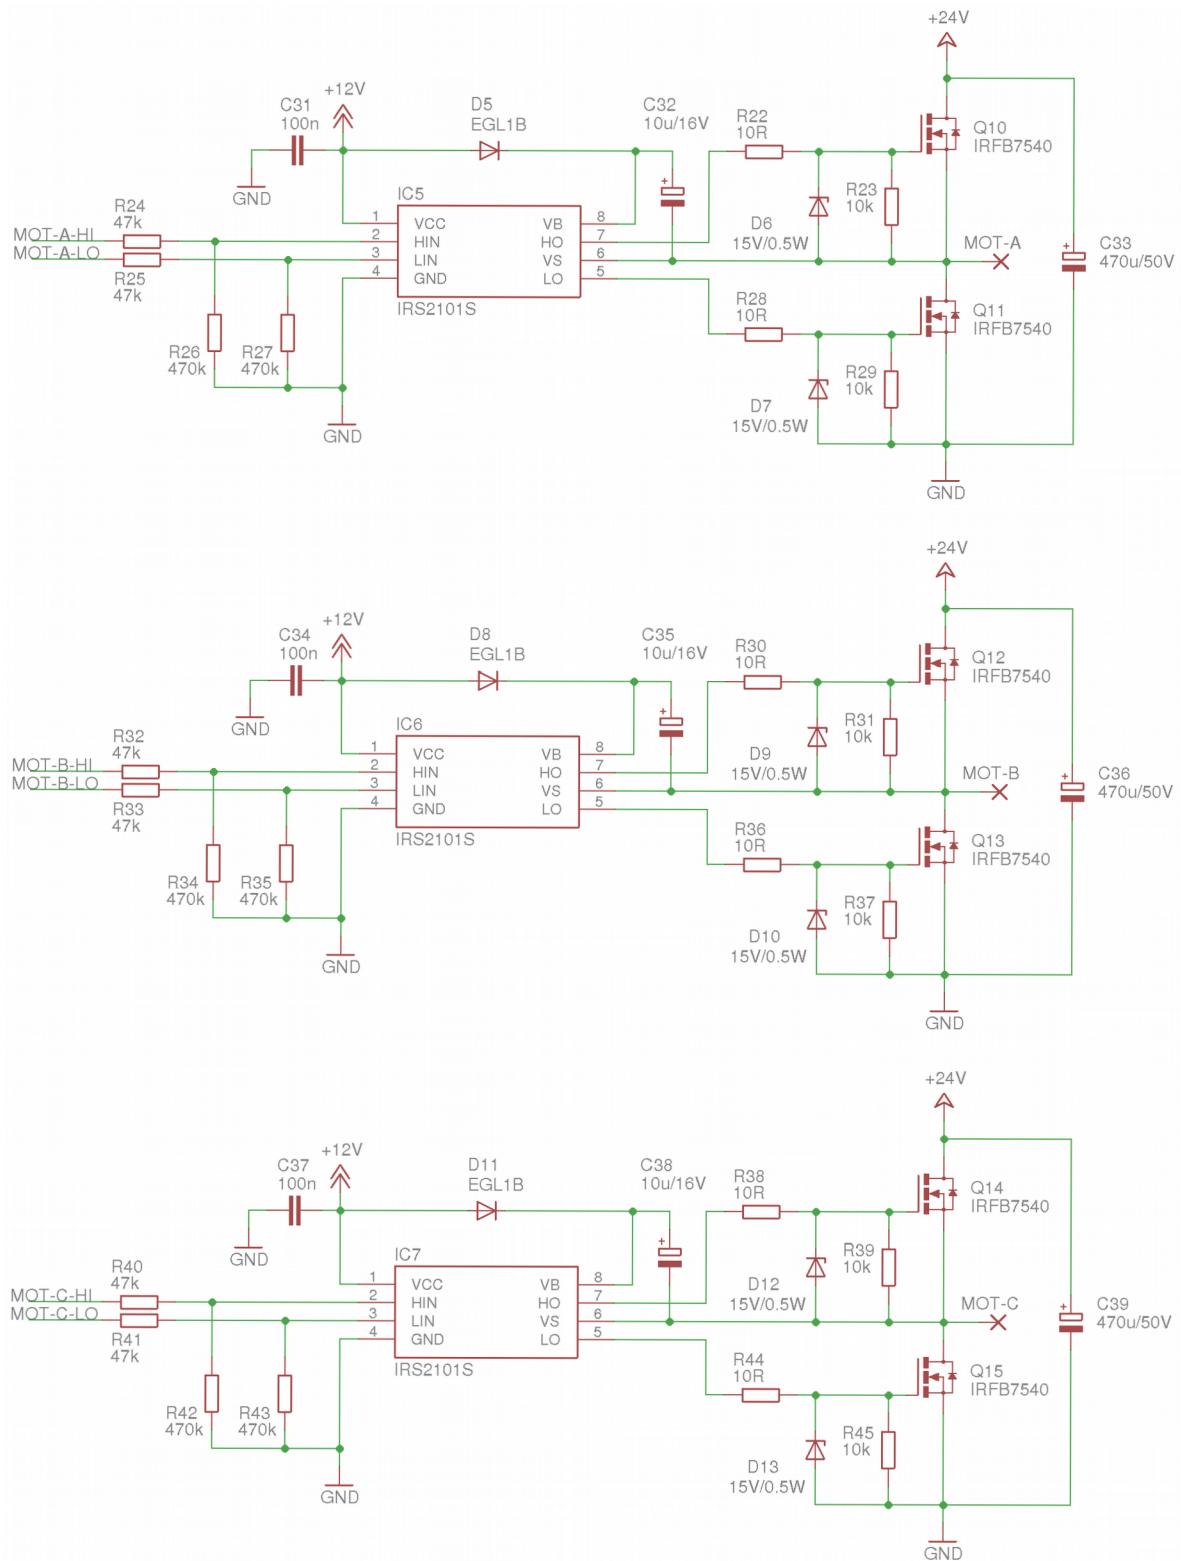 +24V
+12V
C31
100n
D5
EGL1B
C32
10u/16V
R22
10R
Q10
IRFB7540
GND
IC5
R23
10k
R24
47k
1 VCC VB 8
MOT-A-HI 2 HIN HO 7
D6
15V/0.5W
MOT-A
C33
470u/50V
MOT-A-LO 3 LIN VS 6
R25
47k
4 GND LO 5
IRS2101S
R28
10R
Q11
IRFB7540
R26
470k
R27
470k
R29
10k
D7
15V/0.5W
GND
GND
+24V
+12V
C34
100n
D8
EGL1B
C35
10u/16V
R30
10R
Q12
IRFB7540
GND
IC6
R31
10k
R32
47k
1 VCC VB 8
MOT-B-HI 2 HIN HO 7
D9
15V/0.5W
MOT-B
C36
470u/50V
MOT-B-LO 3 LIN VS 6
R33
47k
4 GND LO 5
IRS2101S
R36
10R
Q13
IRFB7540
R34
470k
R35
470k
R37
10k
D10
15V/0.5W
GND
GND
+24V
+12V
C37
100n
D11
EGL1B
C38
10u/16V
R38
10R
Q14
IRFB7540
GND
IC7
R39
10k
R40
47k
1 VCC VB 8
MOT-C-HI 2 HIN HO 7
D12
15V/0.5W
MOT-C
C39
470u/50V
MOT-C-LO 3 LIN VS 6
R41
47k
4 GND LO 5
IRS2101S
R44
10R
Q15
IRFB7540
R42
470k
R43
470k
R45
10k
D13
15V/0.5W
GND
GND